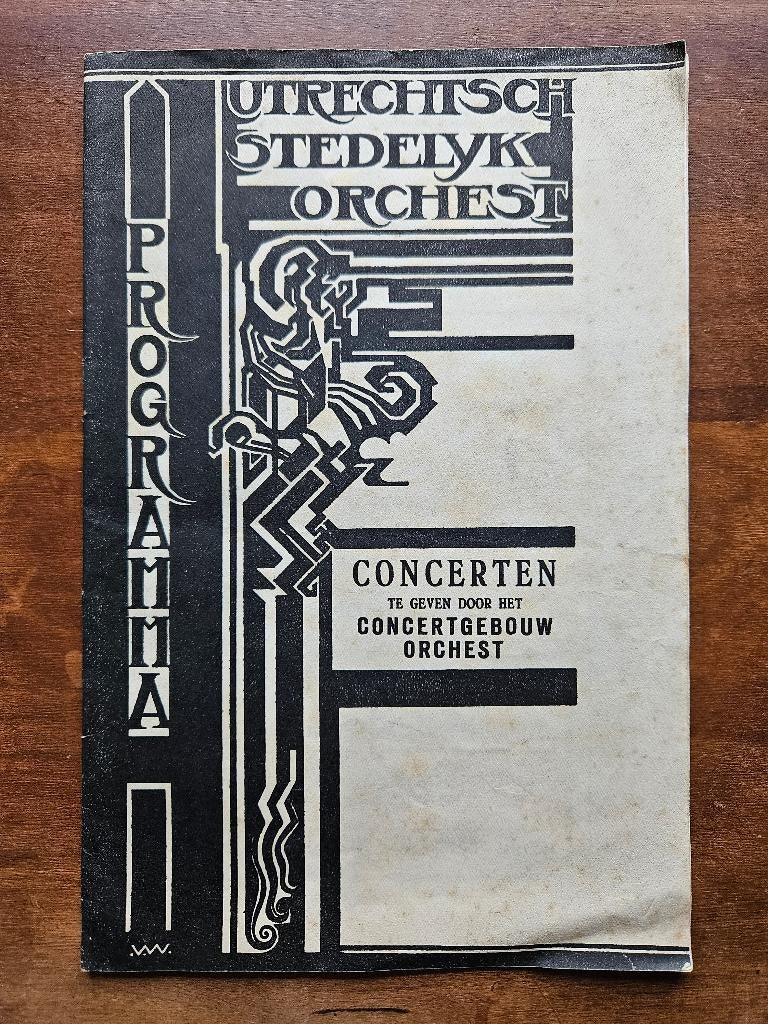 UTRECHTSCH
STEDELYK
ORCHEST
PROGRAMMA
CONCERTEN
TE GEVEN DOOR HET
CONCERTGEBOUW
ORCHEST